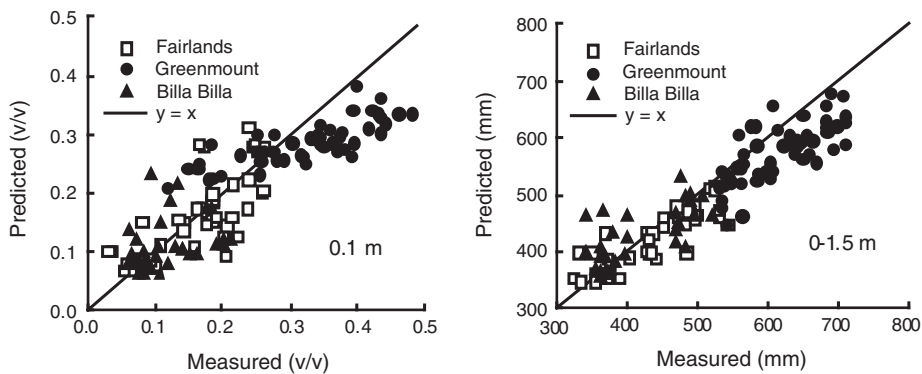 0.5
0.4
0.3
0.2
0.1
0.0
Predicted (v/v)
Fairlands
Greenmount
Billa Billa
y = x
0.1 m
0.0 0.1 0.2 0.3 0.4 0.5
Measured (v/v)
800
700
600
500
400
300
Predicted (mm)
Fairlands
Greenmount
Billa Billa
y = x
0-1.5 m
300 400 500 600 700 800
Measured (mm)